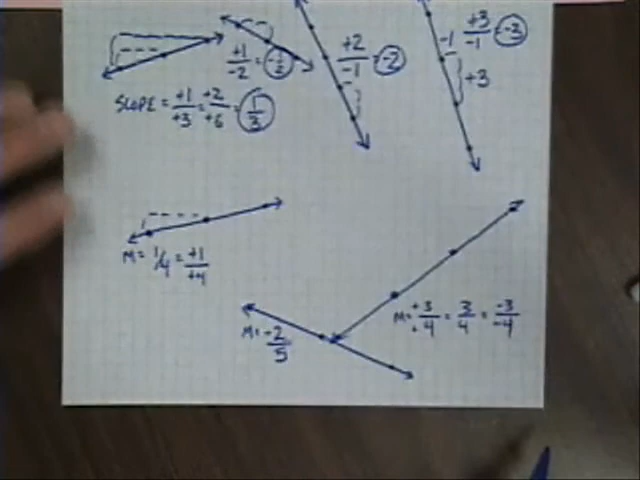 SLOPE = +1/+3 = +2/+6 = 1/3
+1/-2 = -1/2
+2/-1 = -2
-1 +3/-1 = -3
+3
M = 1/4 = +1/+4
M = +3/+4 = 3/4 = -3/-4
M = -2/5